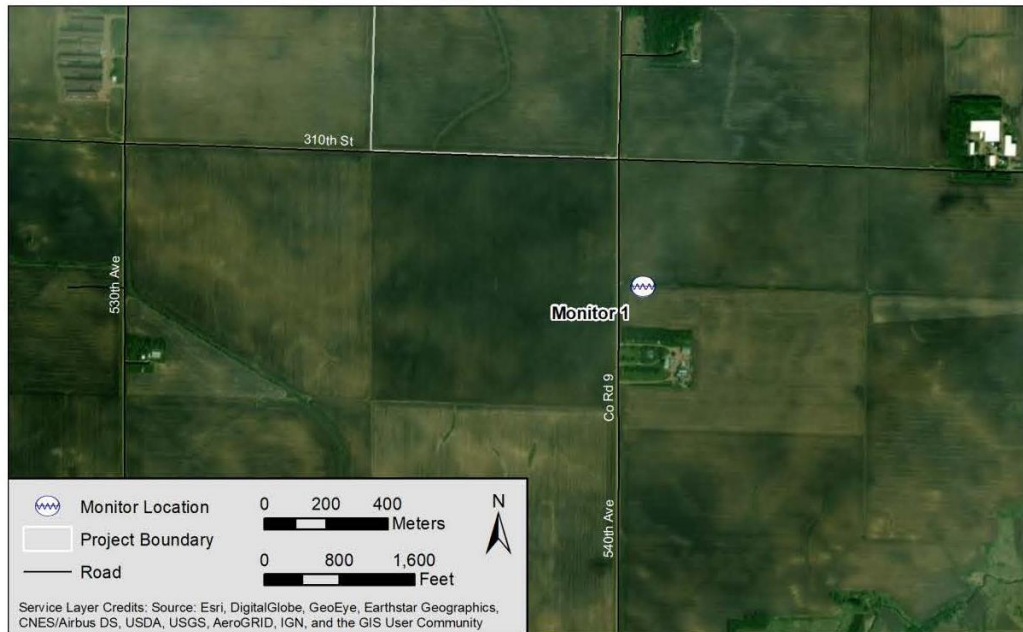 310th St
530th Ave
Monitor 1
Co Rd 9
540th Ave
Monitor Location
Project Boundary
Road
0 200 400
Meters
0 800 1,600
Feet
N
Service Layer Credits: Source: Esri, DigitalGlobe, GeoEye, Earthstar Geographics,
CNES/Airbus DS, USDA, USGS, AeroGRID, IGN, and the GIS User Community